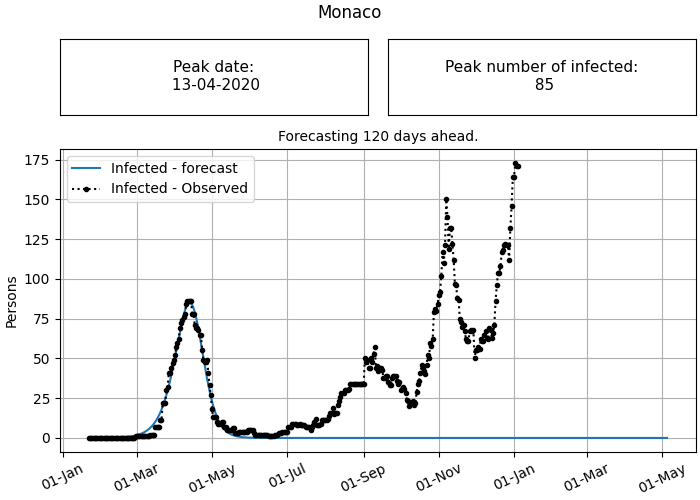 Monaco
Peak date:
13-04-2020
Peak number of infected:
85
Forecasting 120 days ahead.
Infected - forecast
Infected - Observed
Persons
175
150
125
100
75
50
25
0
01-Jan
01-Mar
01-May
01-Jul
01-Sep
01-Nov
01-Jan
01-Mar
01-May